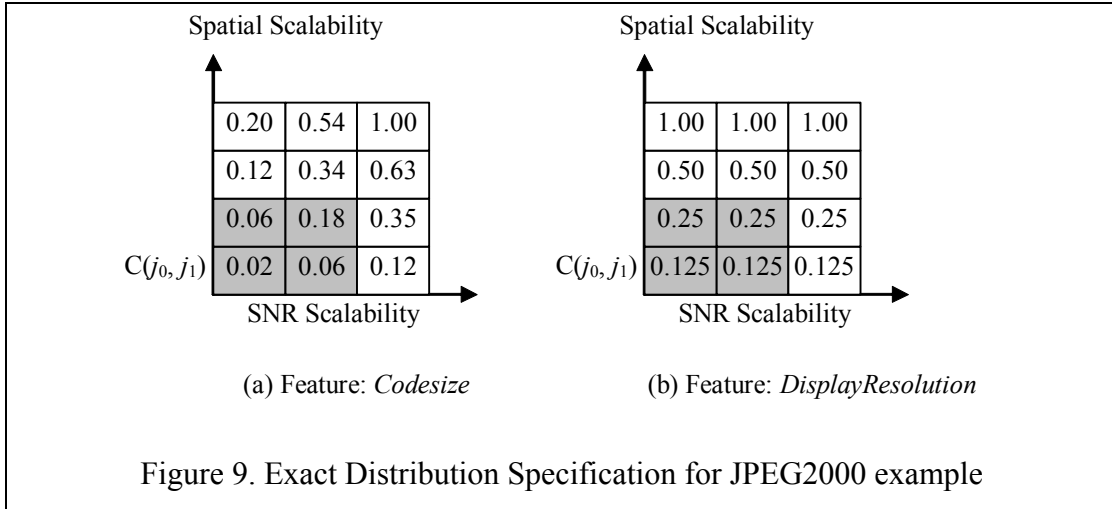 Spatial Scalability
0.20 0.54 1.00
0.12 0.34 0.63
0.06 0.18 0.35
C(j0, j1) 0.02 0.06 0.12
SNR Scalability
(a) Feature: Codesize
Spatial Scalability
1.00 1.00 1.00
0.50 0.50 0.50
0.25 0.25 0.25
C(j0, j1) 0.125 0.125 0.125
SNR Scalability
(b) Feature: DisplayResolution
Figure 9. Exact Distribution Specification for JPEG2000 example